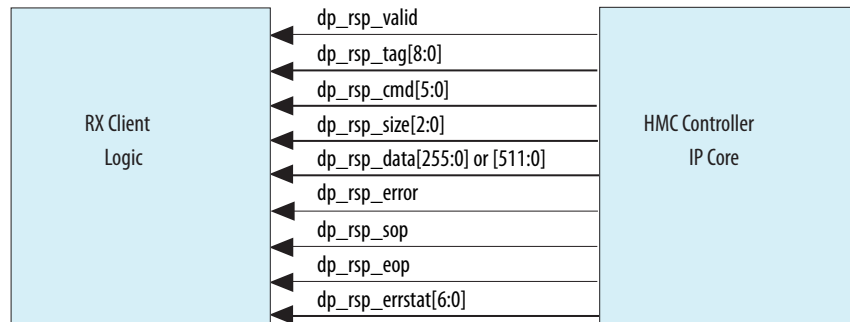 dp_rsp_valid
dp_rsp_tag[8:0]
dp_rsp_cmd[5:0]
RX Client
Logic
dp_rsp_size[2:0]
HMC Controller
IP Core
dp_rsp_data[255:0] or [511:0]
dp_rsp_error
dp_rsp_sop
dp_rsp_eop
dp_rsp_errstat[6:0]